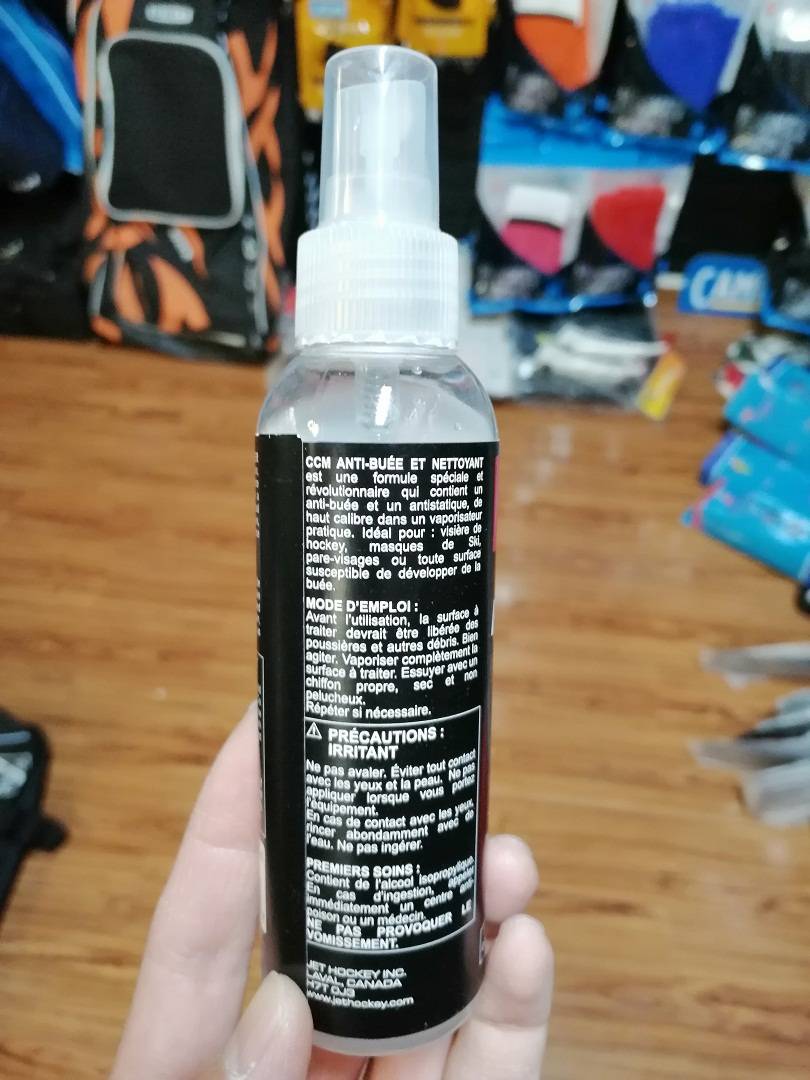 CCM ANTI-BUÉE ET NETTOYANT
est une formule spéciale et
révolutionnaire qui contient un
anti-buée et un antistatique, de
haut calibre dans un vaporisateur
pratique. Idéal pour : visière de
hockey, masques de Ski,
pare-visages ou toute surface
susceptible de développer de la
buée.
MODE D'EMPLOI :
Avant l'utilisation, la surface à
traiter devrait être libérée des
poussières et autres débris. Bien
agiter. Vaporiser complètement la
surface à traiter. Essuyer avec un
chiffon propre, sec et non
pelucheux.
Répéter si nécessaire.
PRÉCAUTIONS :
IRRITANT
Ne pas avaler. Éviter tout contact
avec les yeux et la peau. Ne pas
appliquer lorsque vous portez
l'équipement.
En cas de contact avec les yeux,
rincer abondamment avec de
l'eau. Ne pas ingérer.
PREMIERS SOINS :
Contient de l'alcool isopropylique.
En cas d'ingestion, appelez
immédiatement un centre anti-
poison ou un médecin.
NE PAS PROVOQUER LE
VOMISSEMENT.
JET HOCKEY INC.
LAVAL, CANADA
H7T 0J3
www.jethockey.com
CAM